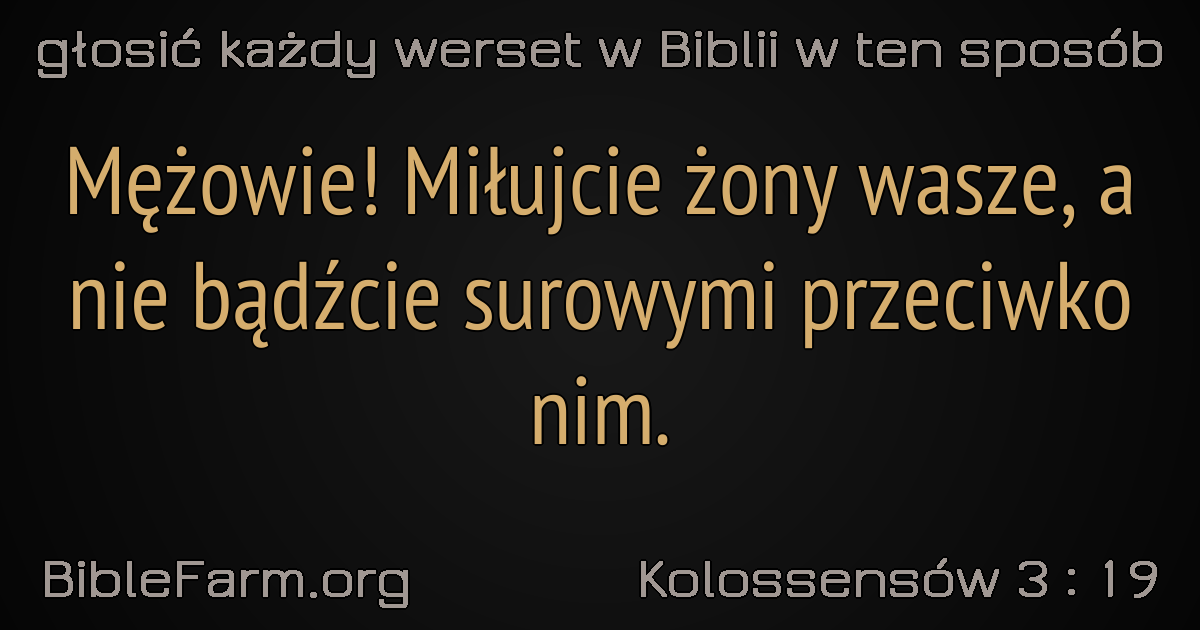 głosić każdy werset w Biblii w ten sposób
Mężowie! Miłujcie żony wasze, a
nie bądźcie surowymi przeciwko
nim.
BibleFarm.org
Kolossensów 3 : 19